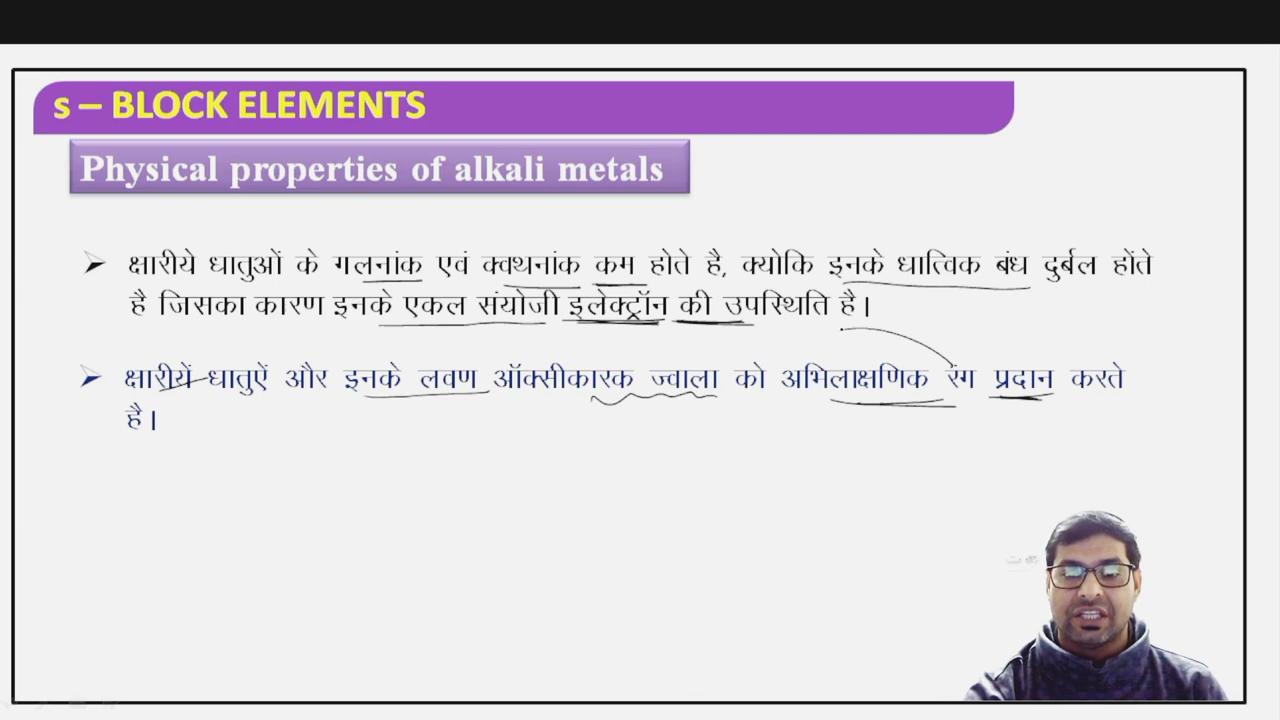 s – BLOCK ELEMENTS
Physical properties of alkali metals
➢ क्षारीये धातुओं के गलनांक एवं क्वथनांक कम होते है, क्योकि इनके धात्विक बंध दुर्बल होंते
है जिसका कारण इनके एकल संयोजी इलेक्ट्रॉन की उपस्थिति है।
➢ क्षारीयें धातुऐं और इनके लवण ऑक्सीकारक ज्वाला को अभिलाक्षणिक रंग प्रदान करते
है।